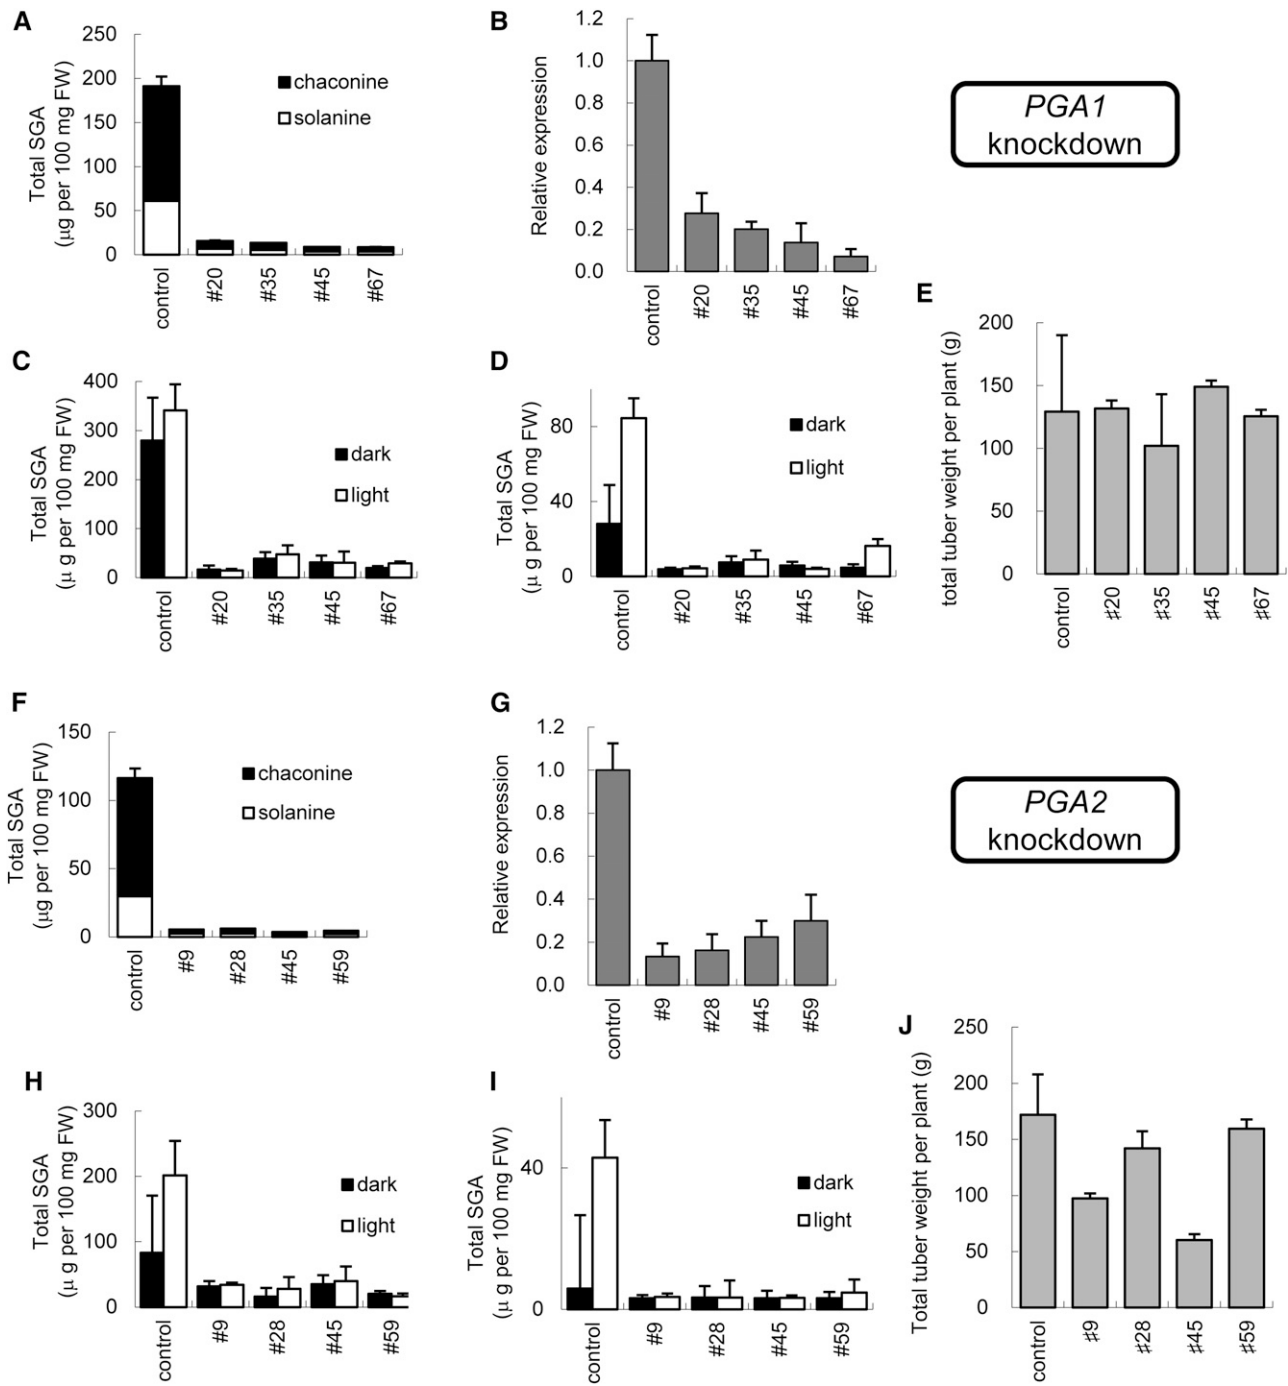 A
Total SGA
(µg per 100 mg FW)
250
200
150
100
50
0
chaconine
solanine
control
#20
#35
#45
#67
B
Relative expression
1.2
1.0
0.8
0.6
0.4
0.2
0.0
control
#20
#35
#45
#67
PGA1
knockdown
C
Total SGA
(µ g per 100 mg FW)
400
300
200
100
0
dark
light
control
#20
#35
#45
#67
D
Total SGA
(µ g per 100 mg FW)
80
40
0
dark
light
control
#20
#35
#45
#67
E
total tuber weight per plant (g)
200
150
100
50
0
control
♯20
♯35
♯45
♯67
F
Total SGA
(µg per 100 mg FW)
150
100
50
0
chaconine
solanine
control
#9
#28
#45
#59
G
Relative expression
1.2
1.0
0.8
0.6
0.4
0.2
0.0
control
#9
#28
#45
#59
PGA2
knockdown
H
Total SGA
(µ g per 100 mg FW)
300
200
100
0
dark
light
control
#9
#28
#45
#59
I
Total SGA
(µ g per 100 mg FW)
40
0
dark
light
control
#9
#28
#45
#59
J
Total tuber weight per plant (g)
250
200
150
100
50
0
control
♯9
♯28
♯45
♯59